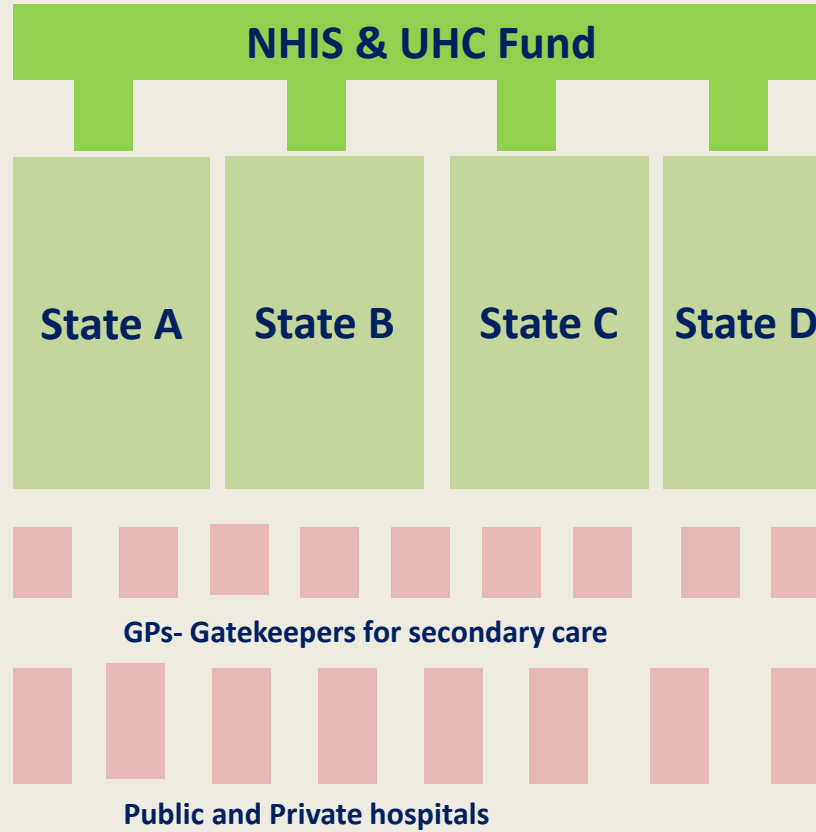 NHIS & UHC Fund
State A
State B
State C
State D
GPs- Gatekeepers for secondary care
Public and Private hospitals